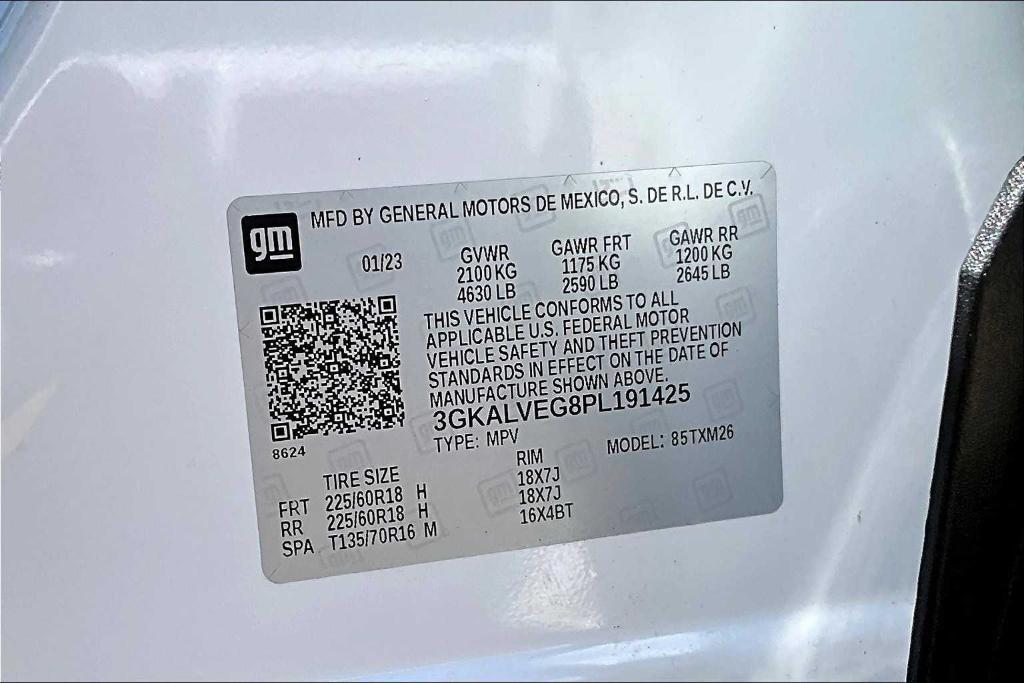 gm
MFD BY GENERAL MOTORS DE MEXICO, S. DE R.L. DE C.V.
01/23
GVWR GAWR FRT GAWR RR
2100 KG 1175 KG 1200 KG
4630 LB 2590 LB 2645 LB
THIS VEHICLE CONFORMS TO ALL
APPLICABLE U.S. FEDERAL MOTOR
VEHICLE SAFETY AND THEFT PREVENTION
STANDARDS IN EFFECT ON THE DATE OF
MANUFACTURE SHOWN ABOVE.
3GKALVEG8PL191425
8624
TYPE: MPV MODEL: 85TXM26
TIRE SIZE RIM
FRT 225/60R18 H 18X7J
RR 225/60R18 H 18X7J
SPA T135/70R16 M 16X4BT